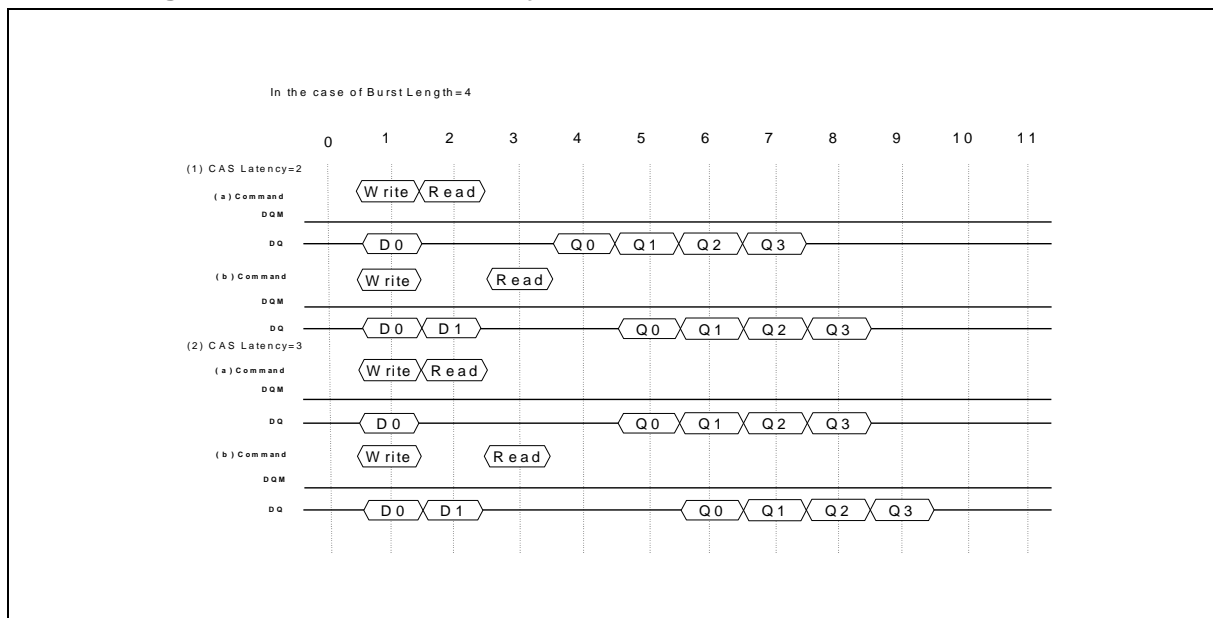 In the case of Burst Length=4
0 1 2 3 4 5 6 7 8 9 10 11
(1) CAS Latency=2
(a)Command Write Read
DQM
DQ D0 Q0 Q1 Q2 Q3
(b)Command Write Read
DQM
DQ D0 D1 Q0 Q1 Q2 Q3
(2) CAS Latency=3
(a)Command Write Read
DQM
DQ D0 Q0 Q1 Q2 Q3
(b)Command Write Read
DQM
DQ D0 D1 Q0 Q1 Q2 Q3